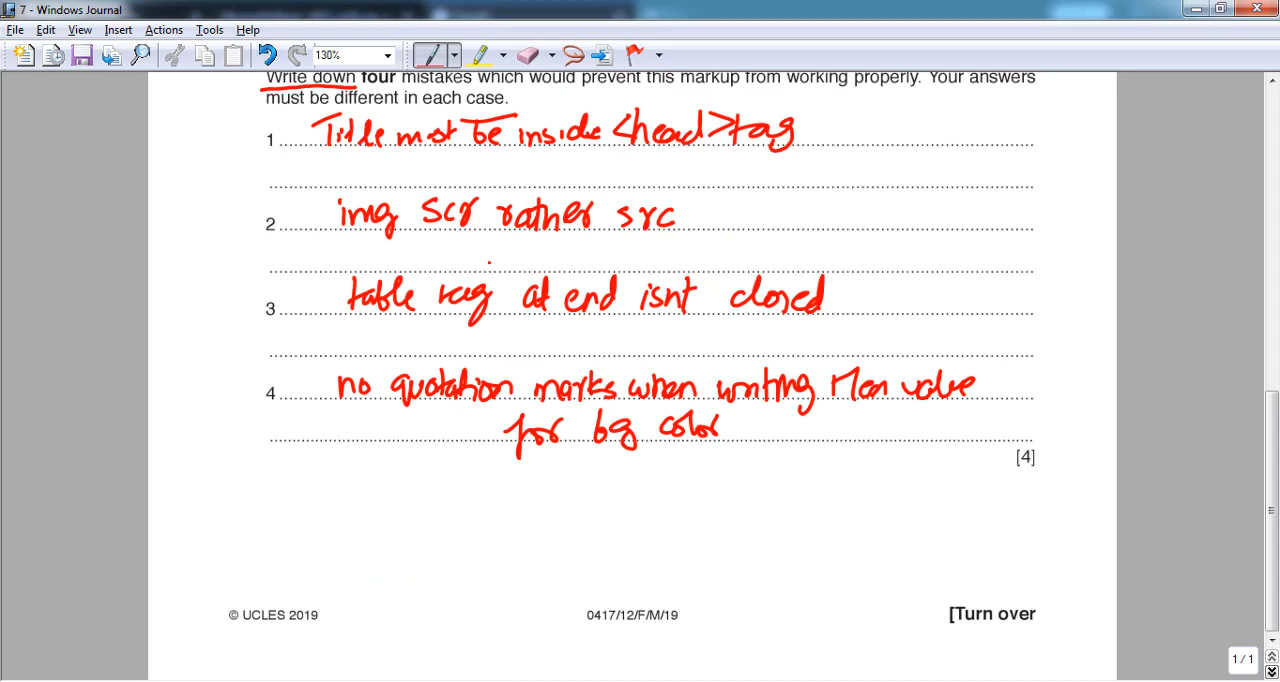 7 - Windows Journal
File Edit View Insert Actions Tools Help
130%
Write down four mistakes which would prevent this markup from working properly. Your answers
must be different in each case.
1 Title must be inside <head> tag
2 img scr rather src
3 table tag at end isnt closed
4 no quotation marks when writing Hex value
for bg color
[4]
© UCLES 2019 0417/12/F/M/19 [Turn over
1 / 1